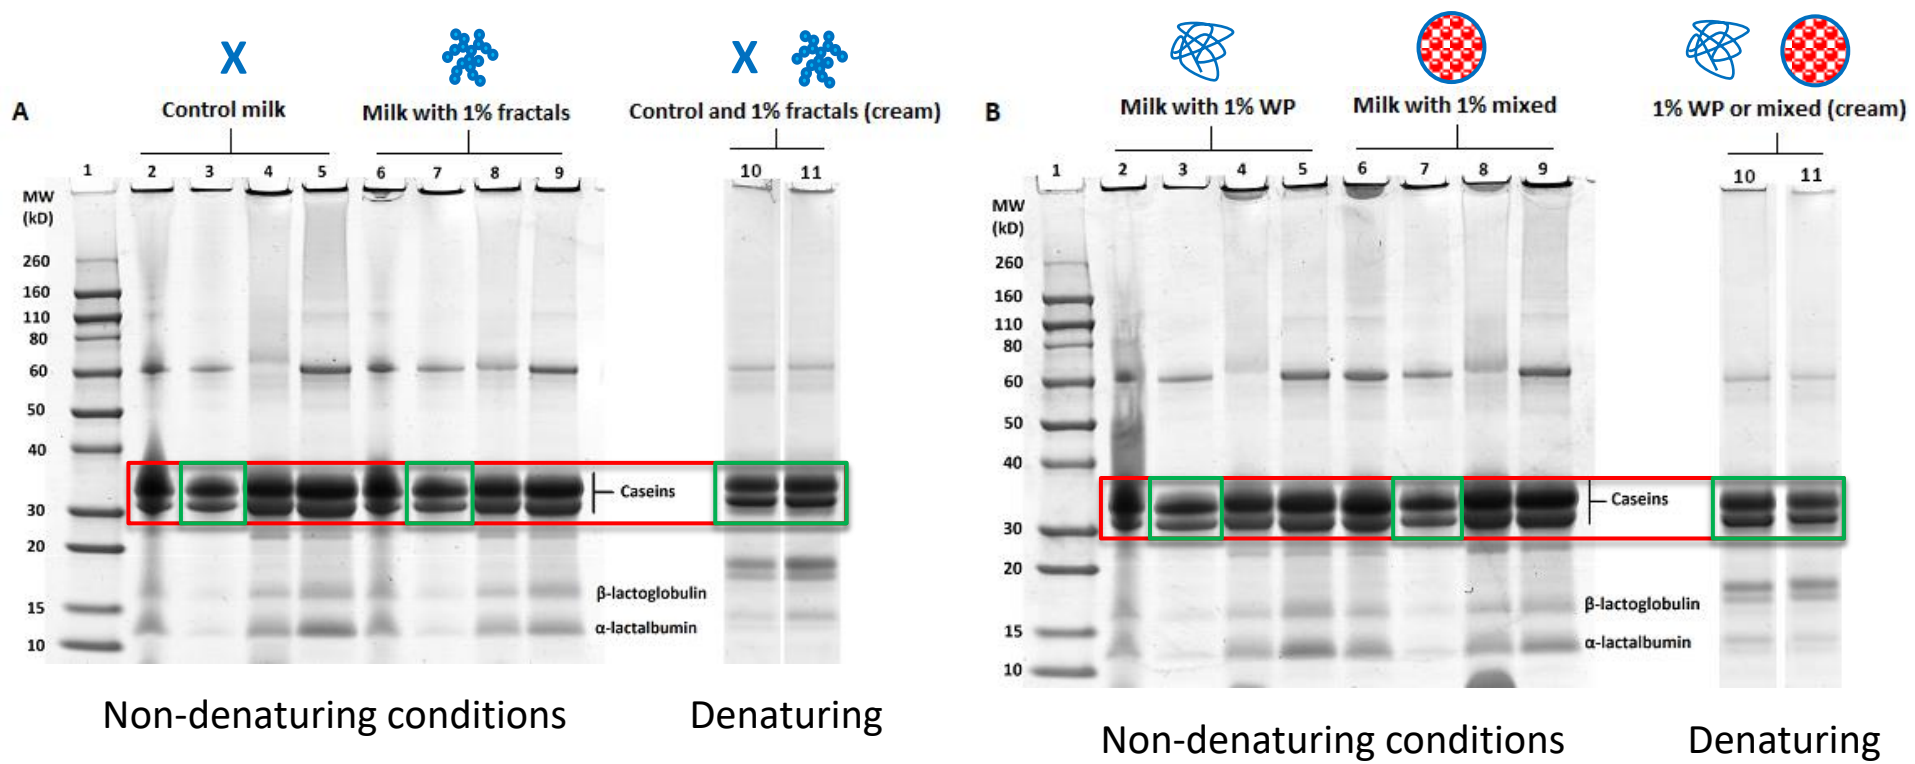 X
X
A
Control milk
Milk with 1% fractals
Control and 1% fractals (cream)
1 2 3 4 5 6 7 8 9 10 11
MW
(kD)
260
160
110
80
60
50
40
30
20
15
10
Caseins
β-lactoglobulin
α-lactalbumin
Non-denaturing conditions
Denaturing
B
Milk with 1% WP
Milk with 1% mixed
1% WP or mixed (cream)
1 2 3 4 5 6 7 8 9 10 11
MW
(kD)
260
160
110
80
60
50
40
30
20
15
10
Caseins
β-lactoglobulin
α-lactalbumin
Non-denaturing conditions
Denaturing